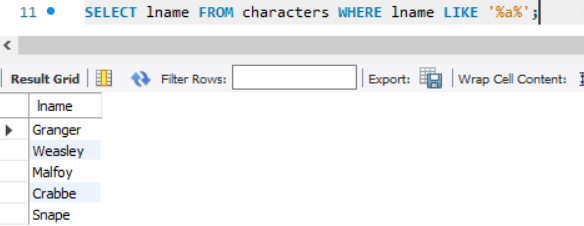 11 SELECT lname FROM characters WHERE lname LIKE '%a%';
Result Grid Filter Rows: Export: Wrap Cell Content:
lname
Granger
Weasley
Malfoy
Crabbe
Snape